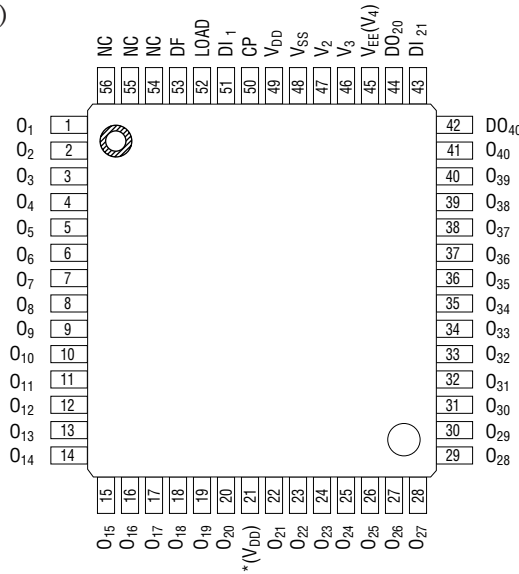 )
NC NC NC DF LOAD DI₁ CP V_DD V_SS V₂ V₃ V_EE(V₄) DO₂₀ DI₂₁
56 55 54 53 52 51 50 49 48 47 46 45 44 43
O₁ 1 42 DO₄₀
O₂ 2 41 O₄₀
O₃ 3 40 O₃₉
O₄ 4 39 O₃₈
O₅ 5 38 O₃₇
O₆ 6 37 O₃₆
O₇ 7 36 O₃₅
O₈ 8 35 O₃₄
O₉ 9 34 O₃₃
O₁₀ 10 33 O₃₂
O₁₁ 11 32 O₃₁
O₁₂ 12 31 O₃₀
O₁₃ 13 30 O₂₉
O₁₄ 14 29 O₂₈
15 16 17 18 19 20 21 22 23 24 25 26 27 28
O₁₅ O₁₆ O₁₇ O₁₈ O₁₉ O₂₀ *(V_DD) O₂₁ O₂₂ O₂₃ O₂₄ O₂₅ O₂₆ O₂₇